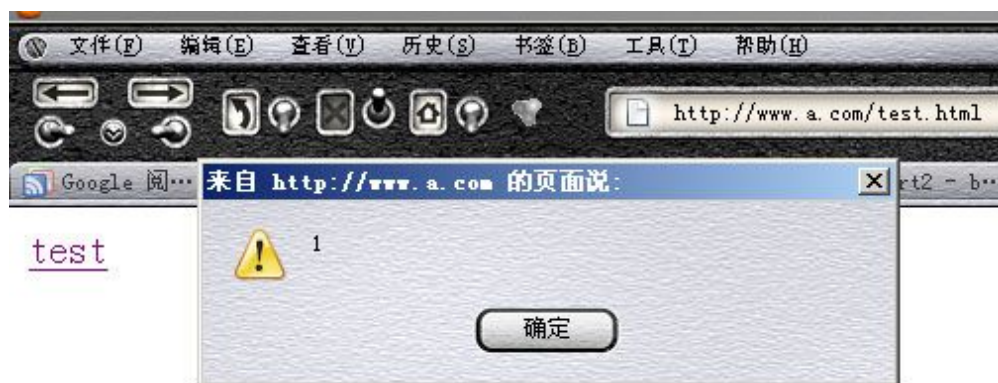 文件(F) 编辑(E) 查看(V) 历史(S) 书签(B) 工具(T) 帮助(H)
http://www.a.com/test.html
Google 阅… rt2 - b…
来自 http://www.a.com 的页面说:
test
1
确定